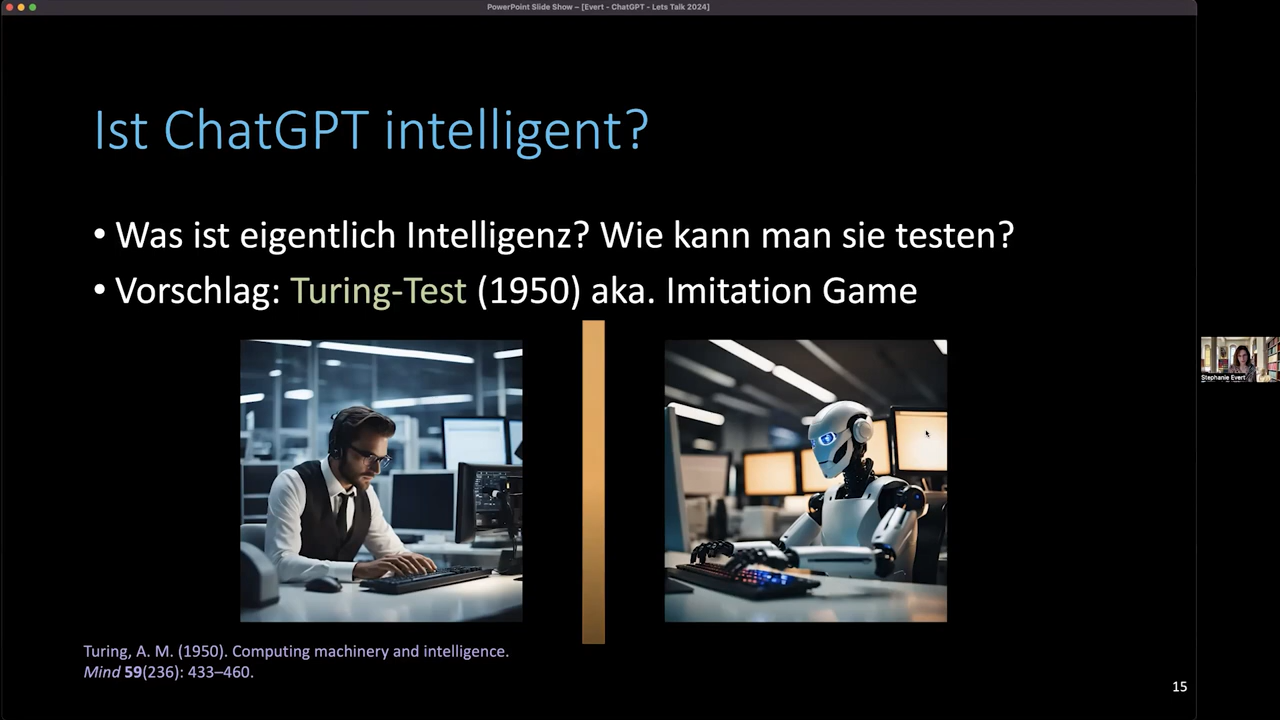 PowerPoint Slide Show – [Evert - ChatGPT - Lets Talk 2024]
Ist ChatGPT intelligent?
• Was ist eigentlich Intelligenz? Wie kann man sie testen?
• Vorschlag: Turing-Test (1950) aka. Imitation Game
Stephanie Evert
Turing, A. M. (1950). Computing machinery and intelligence.
Mind 59(236): 433–460.
15